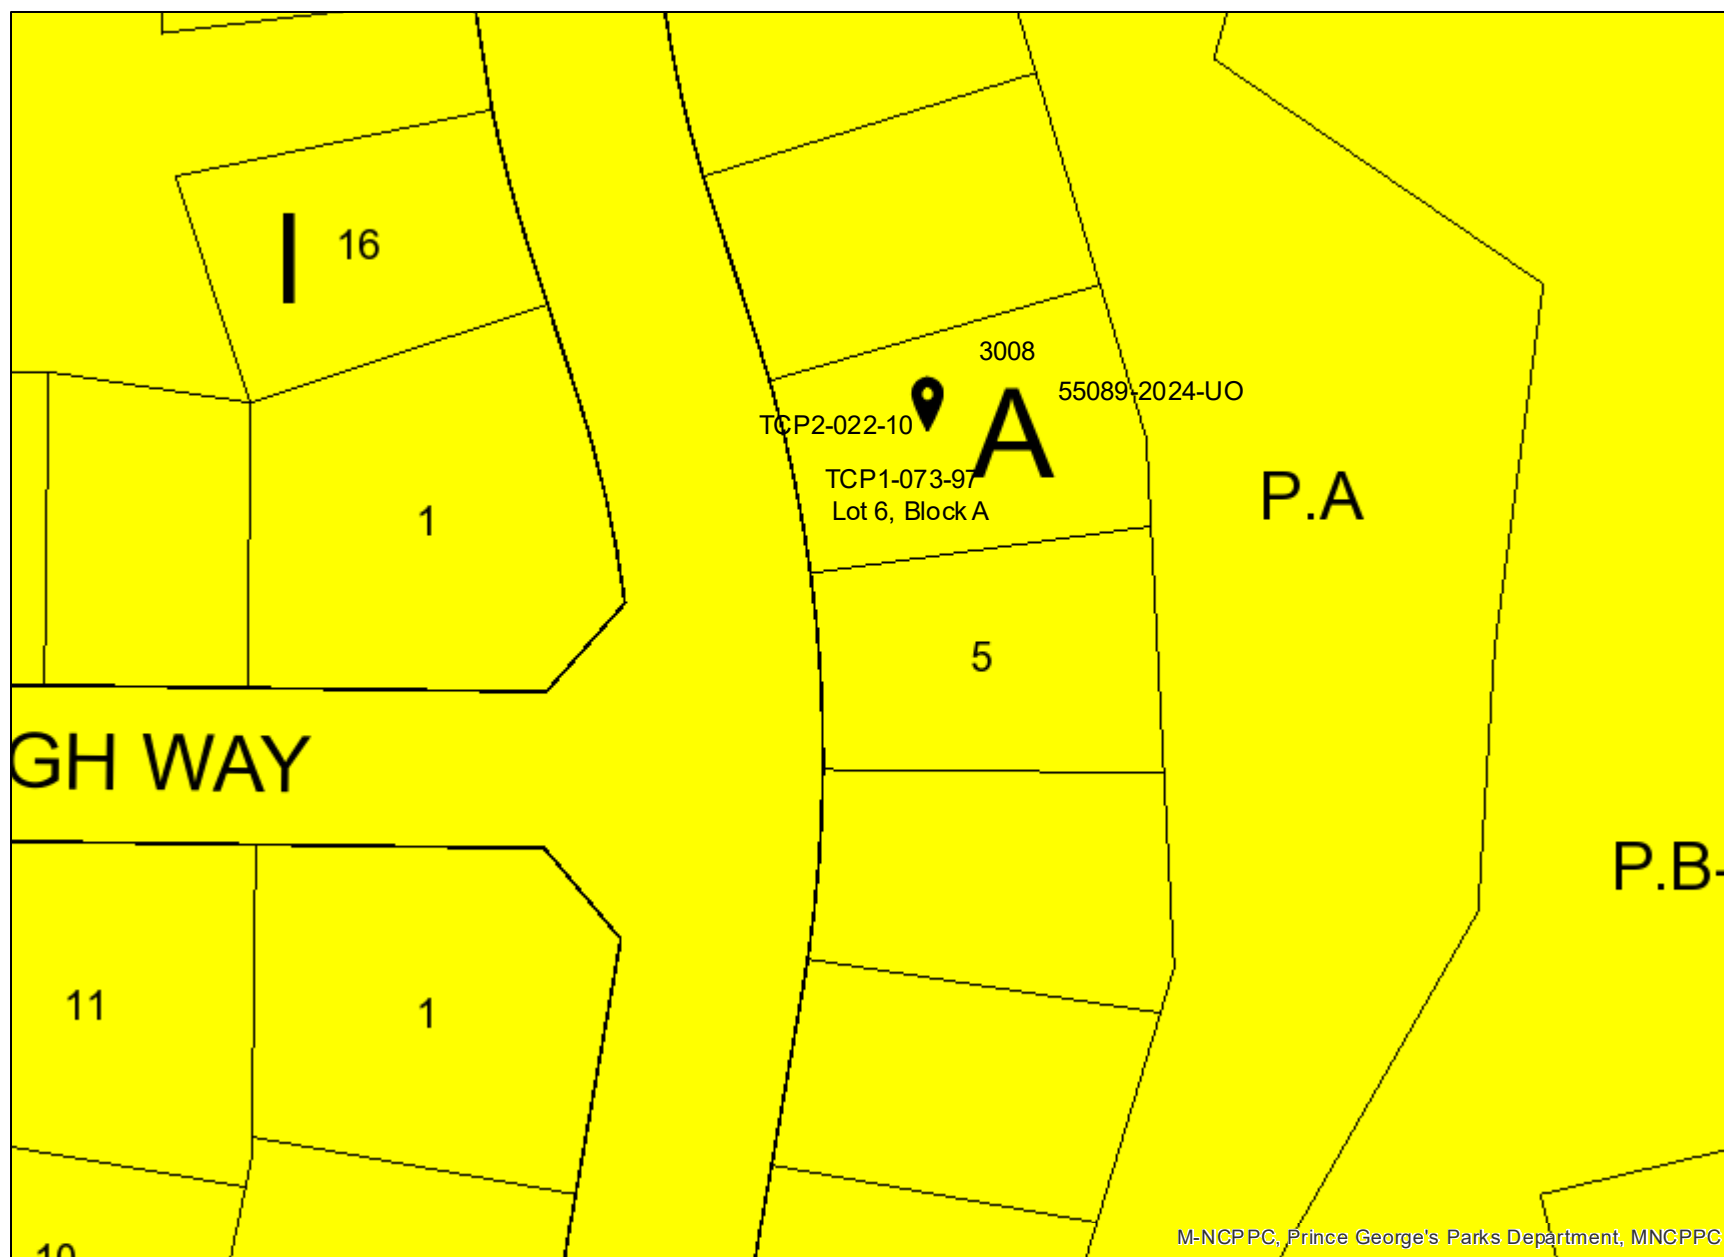 I
16
3008
55089-2024-UO
A
TCP2-022-10
TCP1-073-97
Lot 6, Block A
P.A
1
5
GH WAY
P.B-
11
1
10
M-NCPPC, Prince George's Parks Department, MNCPPC